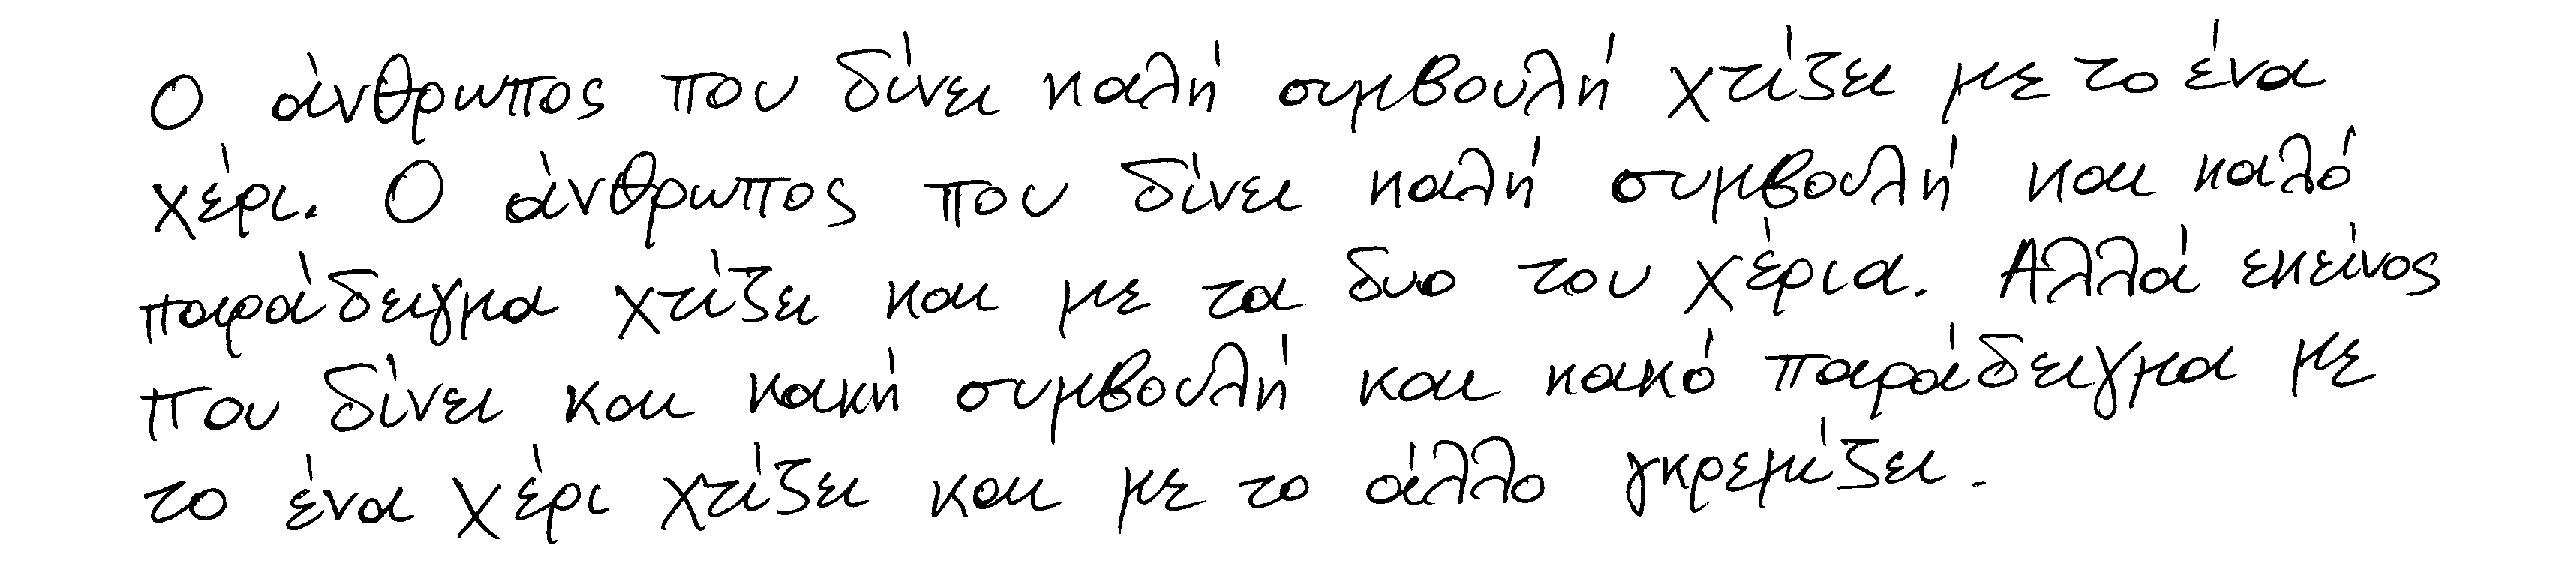 Ο άνθρωπος που δίνει καλή συμβουλή χτίζει με το ένα
χέρι. Ο άνθρωπος που δίνει καλή συμβουλή και καλό
παράδειγμα χτίζει και με τα δυο του χέρια. Αλλά εκείνος
που δίνει και κακή συμβουλή και κακό παράδειγμα με
το ένα χέρι χτίζει και με το άλλο γκρεμίζει.